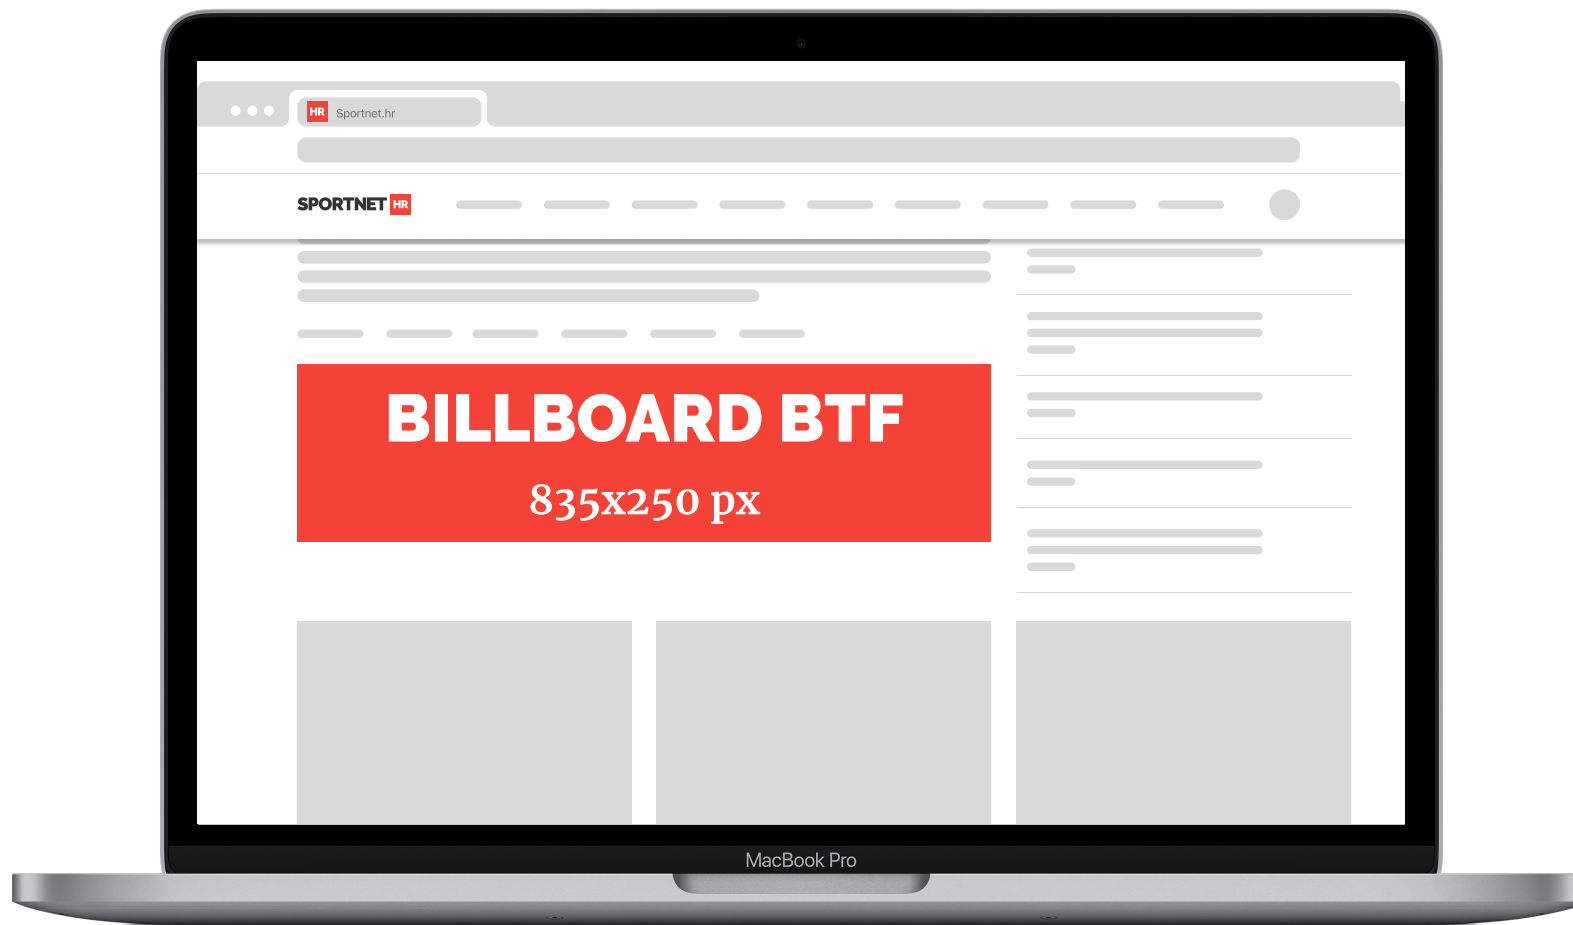 HR Sportnet.hr
SPORTNET HR
BILLBOARD BTF
835x250 px
MacBook Pro